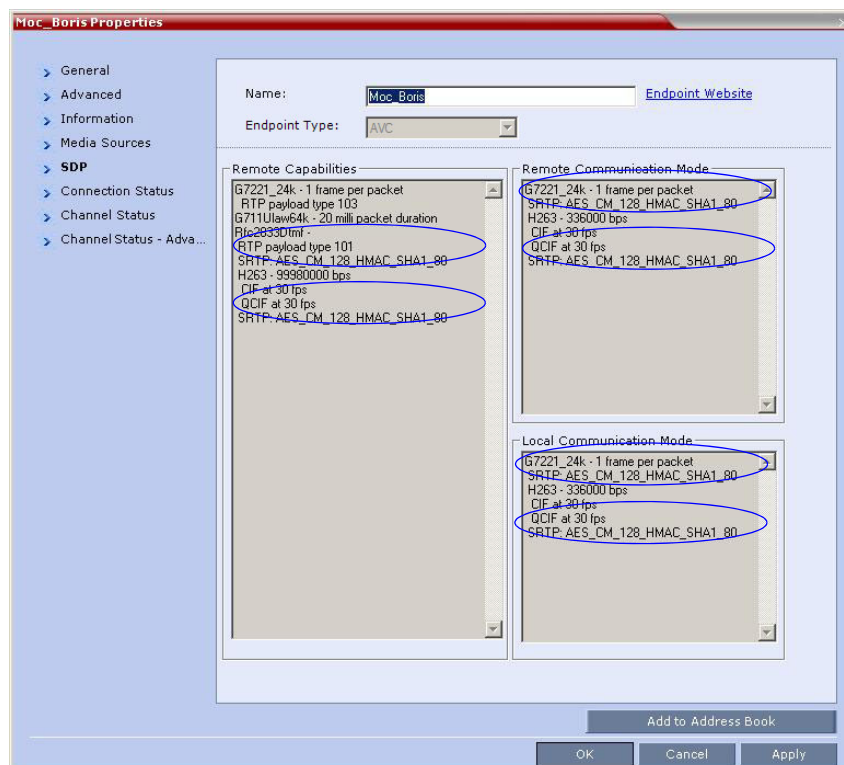 Moc_Boris Properties
General
Advanced
Information
Media Sources
SDP
Connection Status
Channel Status
Channel Status - Adva...
Name:
Moc_Boris
Endpoint Website
Endpoint Type:
AVC
Remote Capabilities
G7221_24k - 1 frame per packet
RTP payload type 103
G711Ulaw64k - 20 milli packet duration
Rfc2833Dtmf -
RTP payload type 101
SRTP: AES_CM_128_HMAC_SHA1_80
H263 - 99980000 bps
CIF at 30 fps
QCIF at 30 fps
SRTP: AES_CM_128_HMAC_SHA1_80
Remote Communication Mode
G7221_24k - 1 frame per packet
SRTP: AES_CM_128_HMAC_SHA1_80
H263 - 336000 bps
CIF at 30 fps
QCIF at 30 fps
SRTP: AES_CM_128_HMAC_SHA1_80
Local Communication Mode
G7221_24k - 1 frame per packet
SRTP: AES_CM_128_HMAC_SHA1_80
H263 - 336000 bps
CIF at 30 fps
QCIF at 30 fps
SRTP: AES_CM_128_HMAC_SHA1_80
Add to Address Book
OK
Cancel
Apply